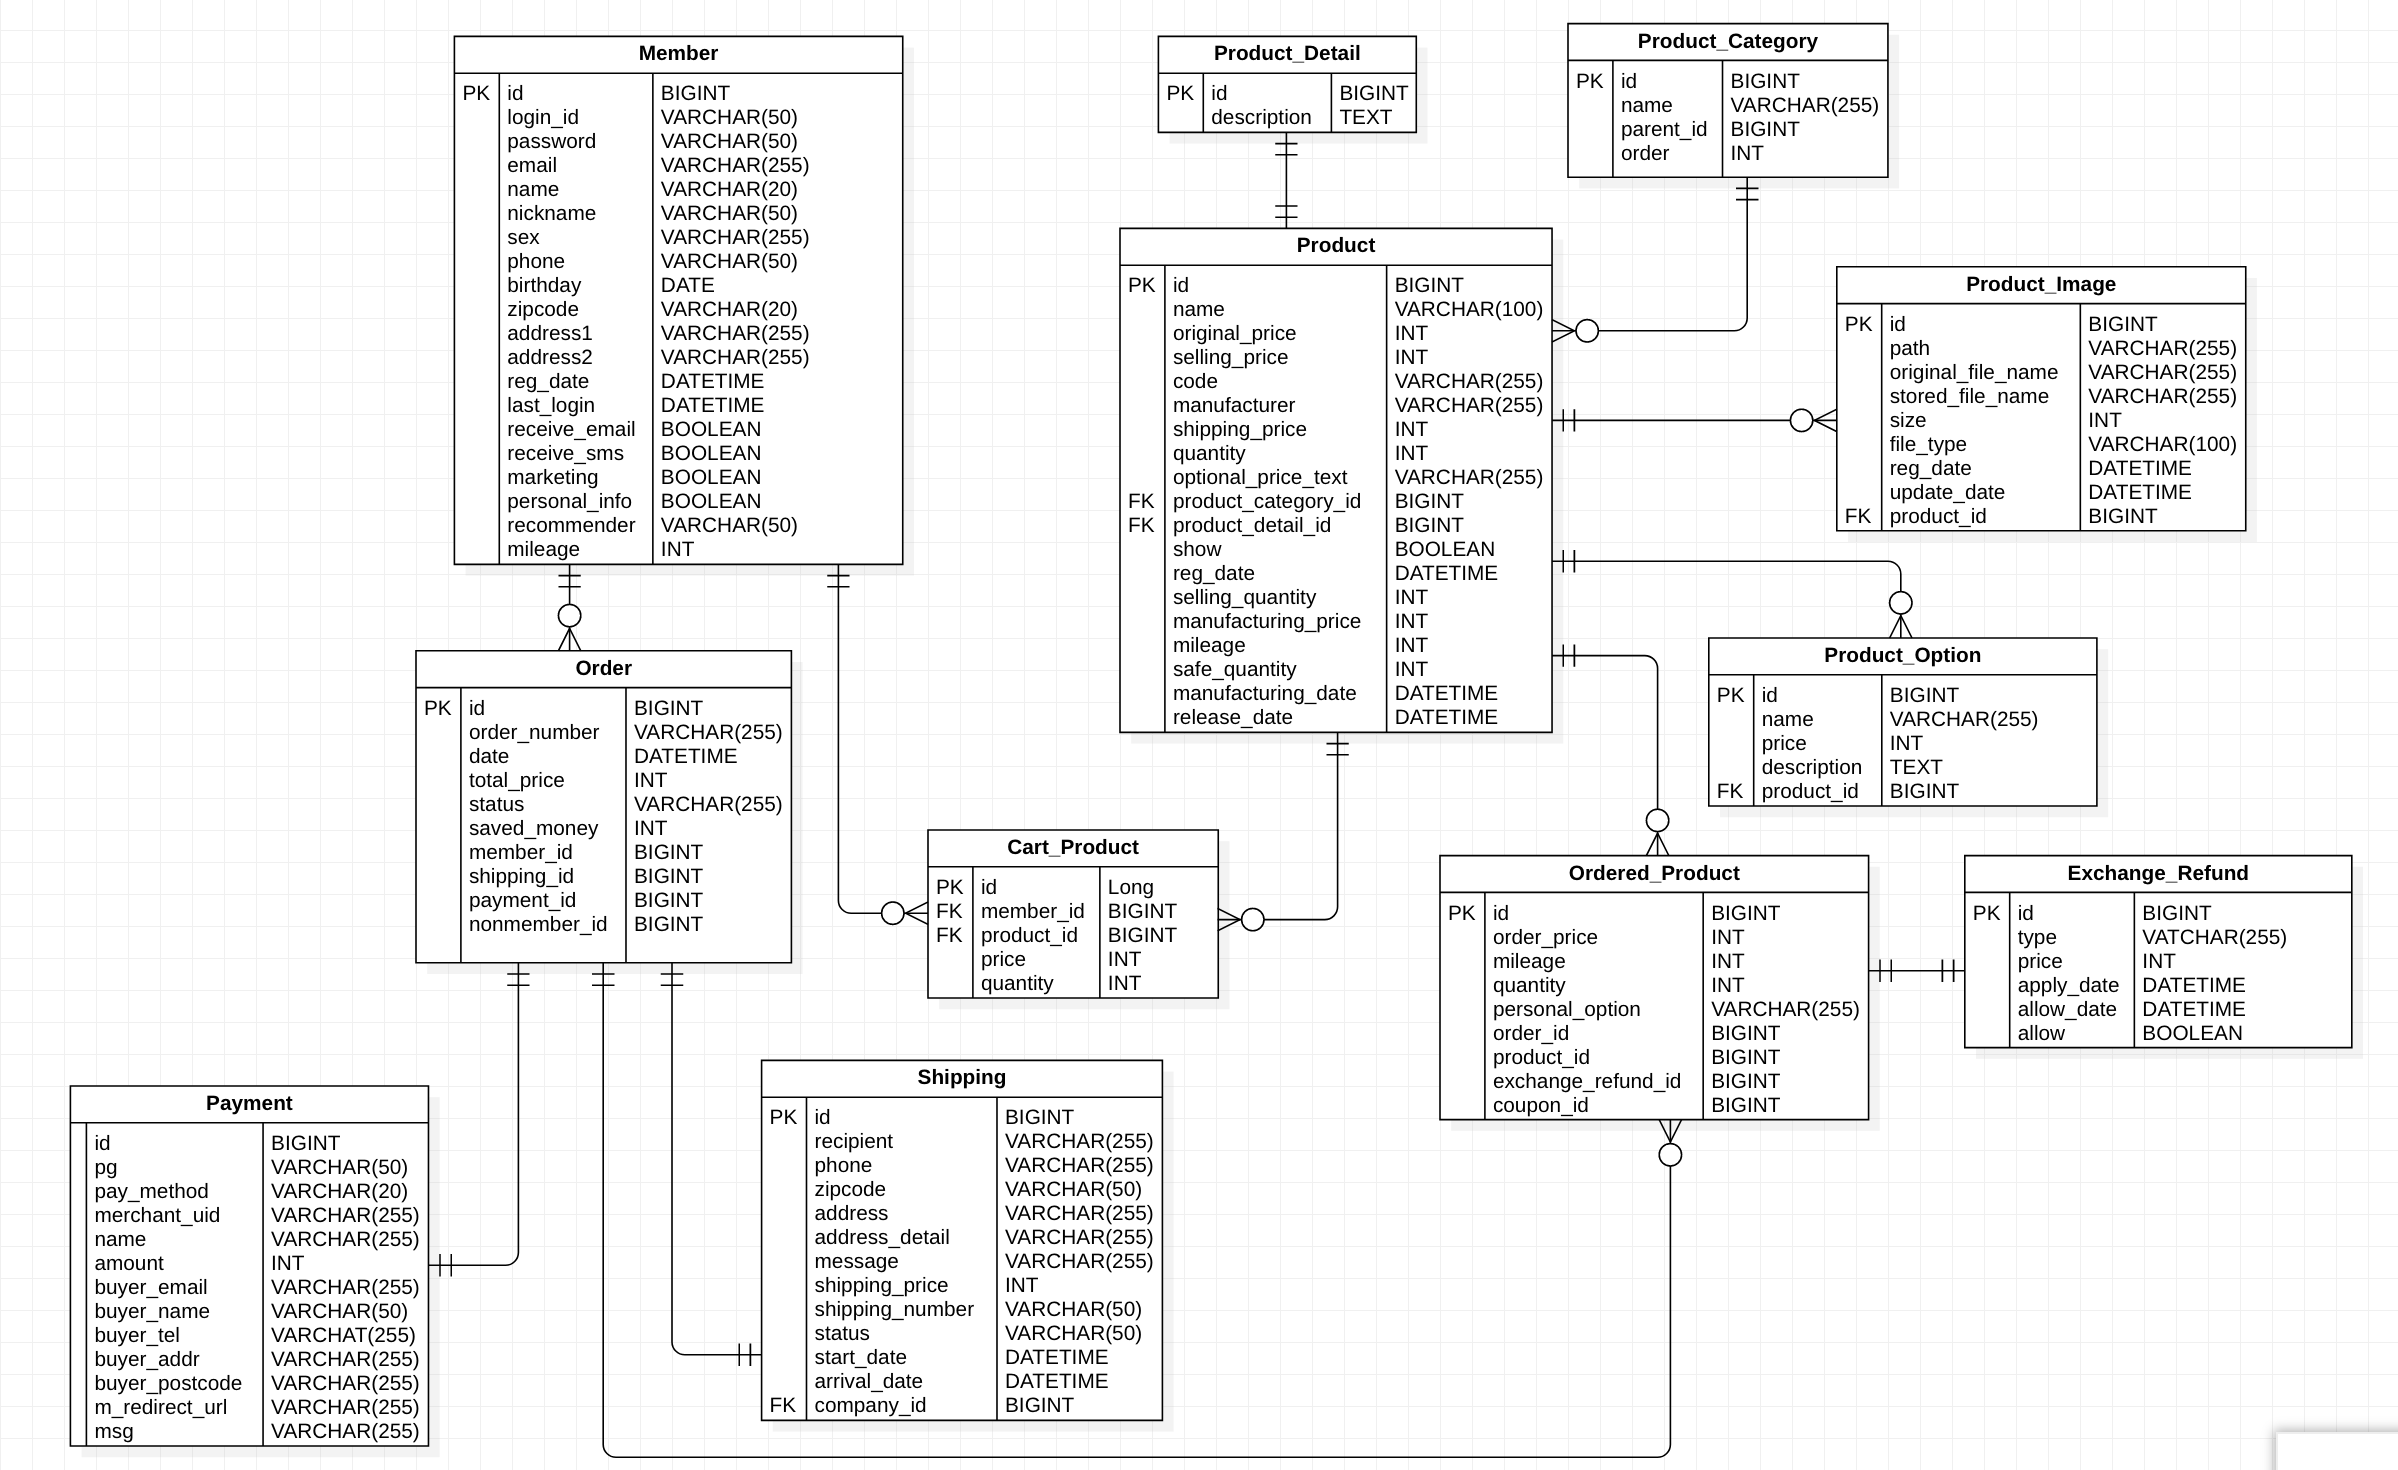 Member
PK id BIGINT
login_id VARCHAR(50)
password VARCHAR(50)
email VARCHAR(255)
name VARCHAR(20)
nickname VARCHAR(50)
sex VARCHAR(255)
phone VARCHAR(50)
birthday DATE
zipcode VARCHAR(20)
address1 VARCHAR(255)
address2 VARCHAR(255)
reg_date DATETIME
last_login DATETIME
receive_email BOOLEAN
receive_sms BOOLEAN
marketing BOOLEAN
personal_info BOOLEAN
recommender VARCHAR(50)
mileage INT
Product_Detail
PK id BIGINT
description TEXT
Product_Category
PK id BIGINT
name VARCHAR(255)
parent_id BIGINT
order INT
Product
PK id BIGINT
name VARCHAR(100)
original_price INT
selling_price INT
code VARCHAR(255)
manufacturer VARCHAR(255)
shipping_price INT
quantity INT
optional_price_text VARCHAR(255)
FK product_category_id BIGINT
FK product_detail_id BIGINT
show BOOLEAN
reg_date DATETIME
selling_quantity INT
manufacturing_price INT
mileage INT
safe_quantity INT
manufacturing_date DATETIME
release_date DATETIME
Product_Image
PK id BIGINT
path VARCHAR(255)
original_file_name VARCHAR(255)
stored_file_name VARCHAR(255)
size INT
file_type VARCHAR(100)
reg_date DATETIME
update_date DATETIME
FK product_id BIGINT
Order
PK id BIGINT
order_number VARCHAR(255)
date DATETIME
total_price INT
status VARCHAR(255)
saved_money INT
member_id BIGINT
shipping_id BIGINT
payment_id BIGINT
nonmember_id BIGINT
Product_Option
PK id BIGINT
name VARCHAR(255)
price INT
description TEXT
FK product_id BIGINT
Cart_Product
PK id Long
FK member_id BIGINT
FK product_id BIGINT
price INT
quantity INT
Ordered_Product
PK id BIGINT
order_price INT
mileage INT
quantity INT
personal_option VARCHAR(255)
order_id BIGINT
product_id BIGINT
exchange_refund_id BIGINT
coupon_id BIGINT
Exchange_Refund
PK id BIGINT
type VATCHAR(255)
price INT
apply_date DATETIME
allow_date DATETIME
allow BOOLEAN
Payment
id BIGINT
pg VARCHAR(50)
pay_method VARCHAR(20)
merchant_uid VARCHAR(255)
name VARCHAR(255)
amount INT
buyer_email VARCHAR(255)
buyer_name VARCHAR(50)
buyer_tel VARCHAT(255)
buyer_addr VARCHAR(255)
buyer_postcode VARCHAR(255)
m_redirect_url VARCHAR(255)
msg VARCHAR(255)
Shipping
PK id BIGINT
recipient VARCHAR(255)
phone VARCHAR(255)
zipcode VARCHAR(50)
address VARCHAR(255)
address_detail VARCHAR(255)
message VARCHAR(255)
shipping_price INT
shipping_number VARCHAR(50)
status VARCHAR(50)
start_date DATETIME
arrival_date DATETIME
FK company_id BIGINT